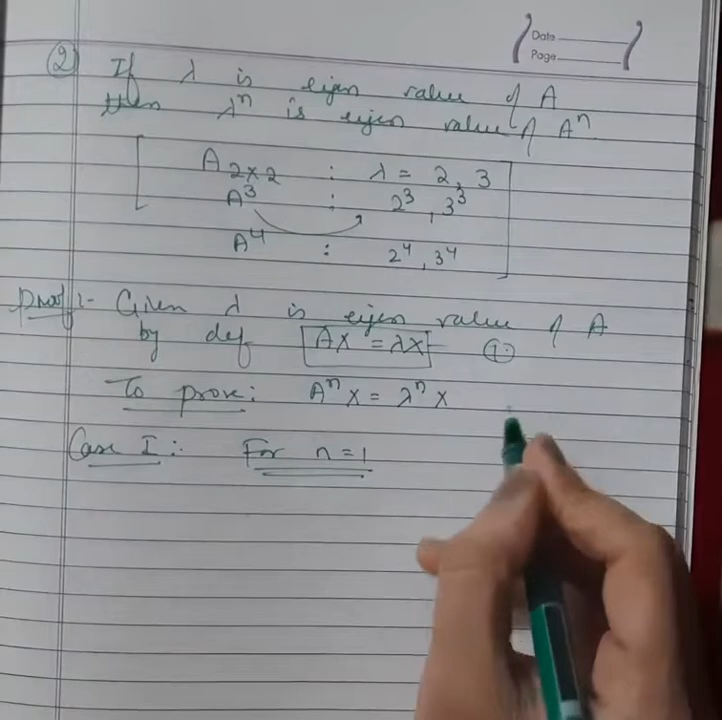 Date
Page
② If λ is eigen value of A
then λⁿ is eigen value of Aⁿ
A₂ₓ₂ : λ = 2, 3
A³ : 2³, 3³
A⁴ : 2⁴, 3⁴
Proof :- Given λ is eigen value of A
by def AX = λX ①
To prove: Aⁿ X = λⁿ X
Case I :- For n = 1